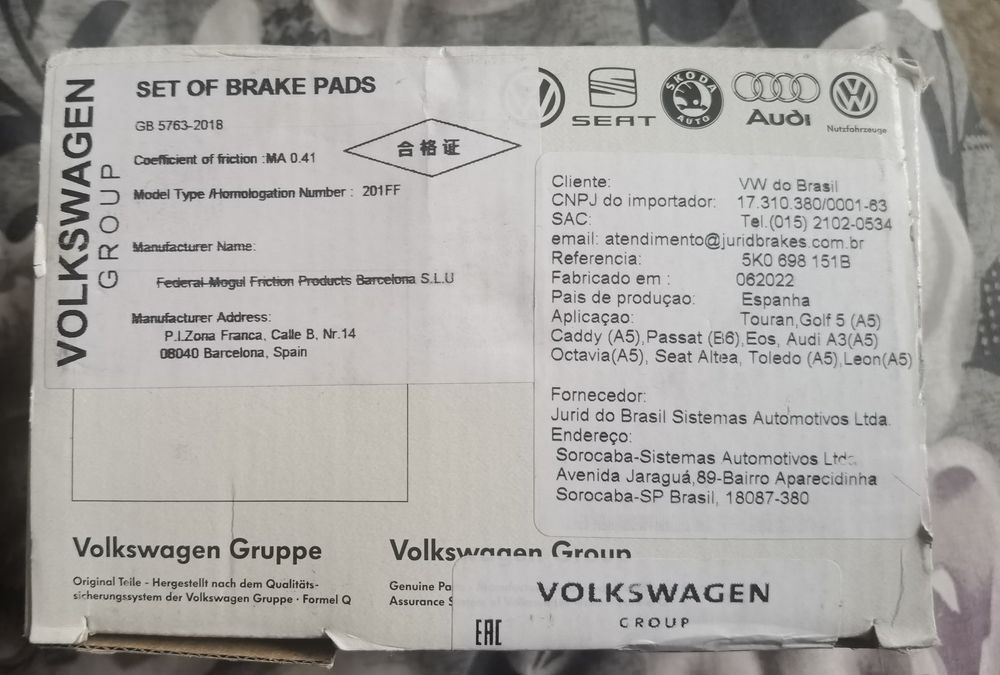 VOLKSWAGEN
GROUP
SET OF BRAKE PADS
GB 5763-2018
Coefficient of friction :MA 0.41
合格证
Model Type /Homologation Number : 201FF
Manufacturer Name:
Federal-Mogul Friction Products Barcelona S.L.U
Manufacturer Address:
P.I.Zona Franca, Calle B, Nr.14
08040 Barcelona, Spain
SEAT
SKODA
AUTO
Audi
Nutzfahrzeuge
Cliente: VW do Brasil
CNPJ do importador: 17.310.380/0001-63
SAC: Tel.(015) 2102-0534
email: atendimento@juridbrakes.com.br
Referencia: 5K0 698 151B
Fabricado em : 062022
Pais de produçao: Espanha
Aplicaçao: Touran,Golf 5 (A5)
Caddy (A5),Passat (B6),Eos, Audi A3(A5)
Octavia(A5), Seat Altea, Toledo (A5),Leon(A5)
Fornecedor:
Jurid do Brasil Sistemas Automotivos Ltda.
Endereço:
Sorocaba-Sistemas Automotivos Ltda.
Avenida Jaraguá,89-Bairro Aparecidinha
Sorocaba-SP Brasil, 18087-380
Volkswagen Gruppe
Original Teile - Hergestellt nach dem Qualitäts-
sicherungssystem der Volkswagen Gruppe · Formel Q
Volkswagen Group
Genuine
Assurance
VOLKSWAGEN
GROUP
EAC